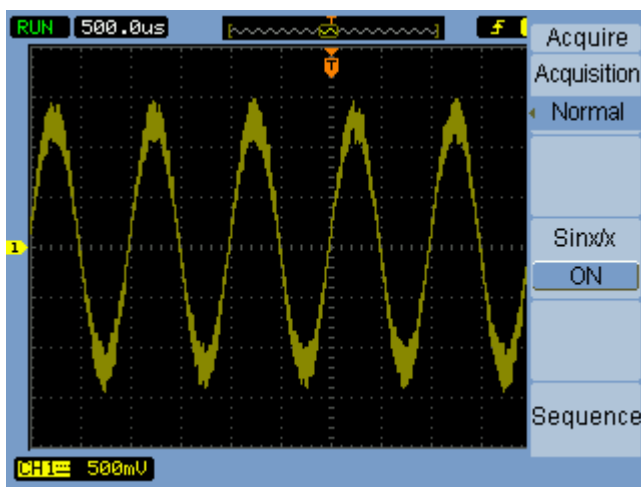 RUN 500.0us
T
T
Acquire
Acquisition
Normal
1
Sinx/x
ON
Sequence
CH1 500mV